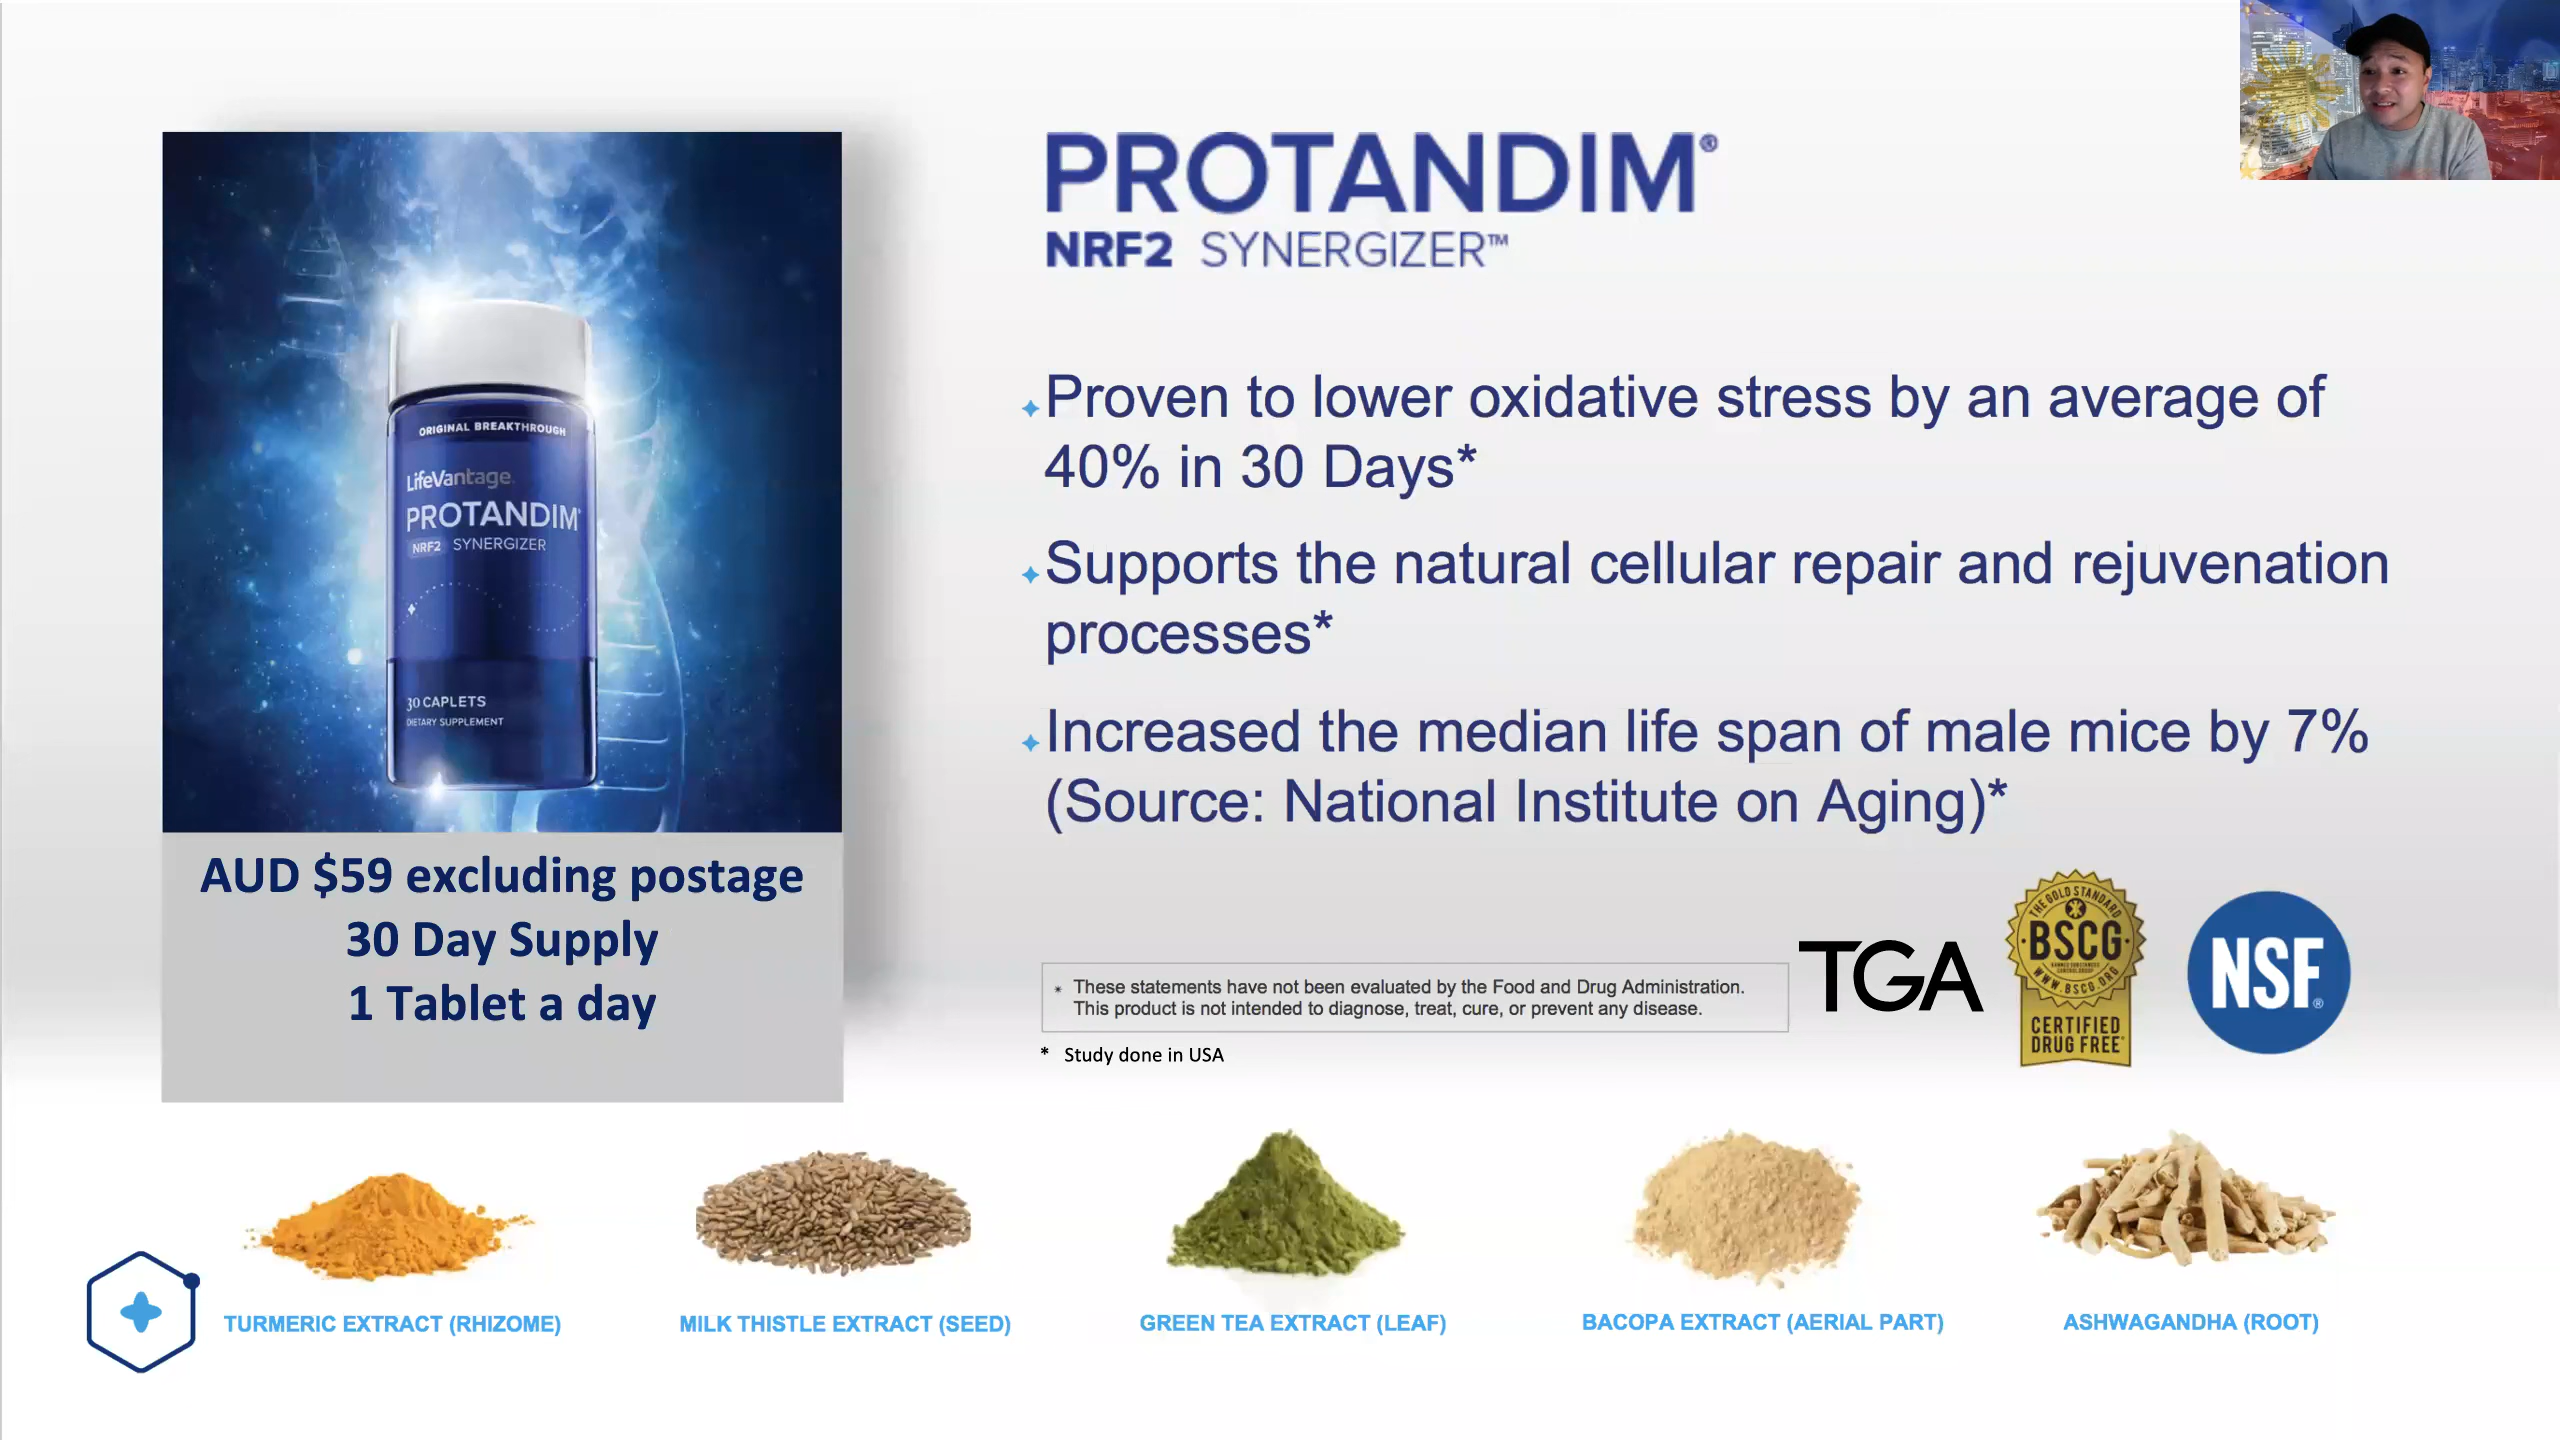 PROTANDIM®
NRF2 SYNERGIZER™
ORIGINAL BREAKTHROUGH
LifeVantage
PROTANDIM
NRF2 SYNERGIZER
30 CAPLETS
DIETARY SUPPLEMENT
AUD $59 excluding postage
30 Day Supply
1 Tablet a day
Proven to lower oxidative stress by an average of
40% in 30 Days*
Supports the natural cellular repair and rejuvenation
processes*
Increased the median life span of male mice by 7%
(Source: National Institute on Aging)*
* These statements have not been evaluated by the Food and Drug Administration.
This product is not intended to diagnose, treat, cure, or prevent any disease.
* Study done in USA
TGA
THE GOLD STANDARD
BSCG
WWW.BSCG.ORG
CERTIFIED
DRUG FREE
NSF®
TURMERIC EXTRACT (RHIZOME)
MILK THISTLE EXTRACT (SEED)
GREEN TEA EXTRACT (LEAF)
BACOPA EXTRACT (AERIAL PART)
ASHWAGANDHA (ROOT)